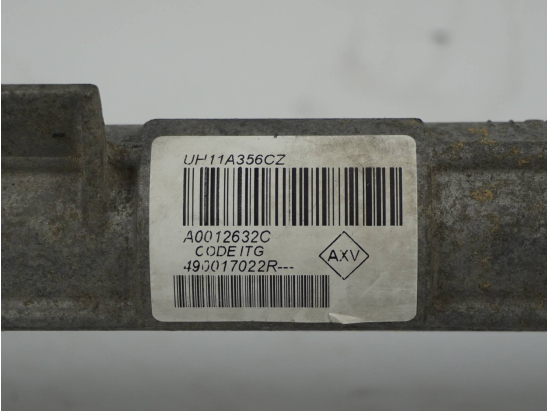 UH11A356CZ
A0012632C
CODE ITG
AXV
490017022R---